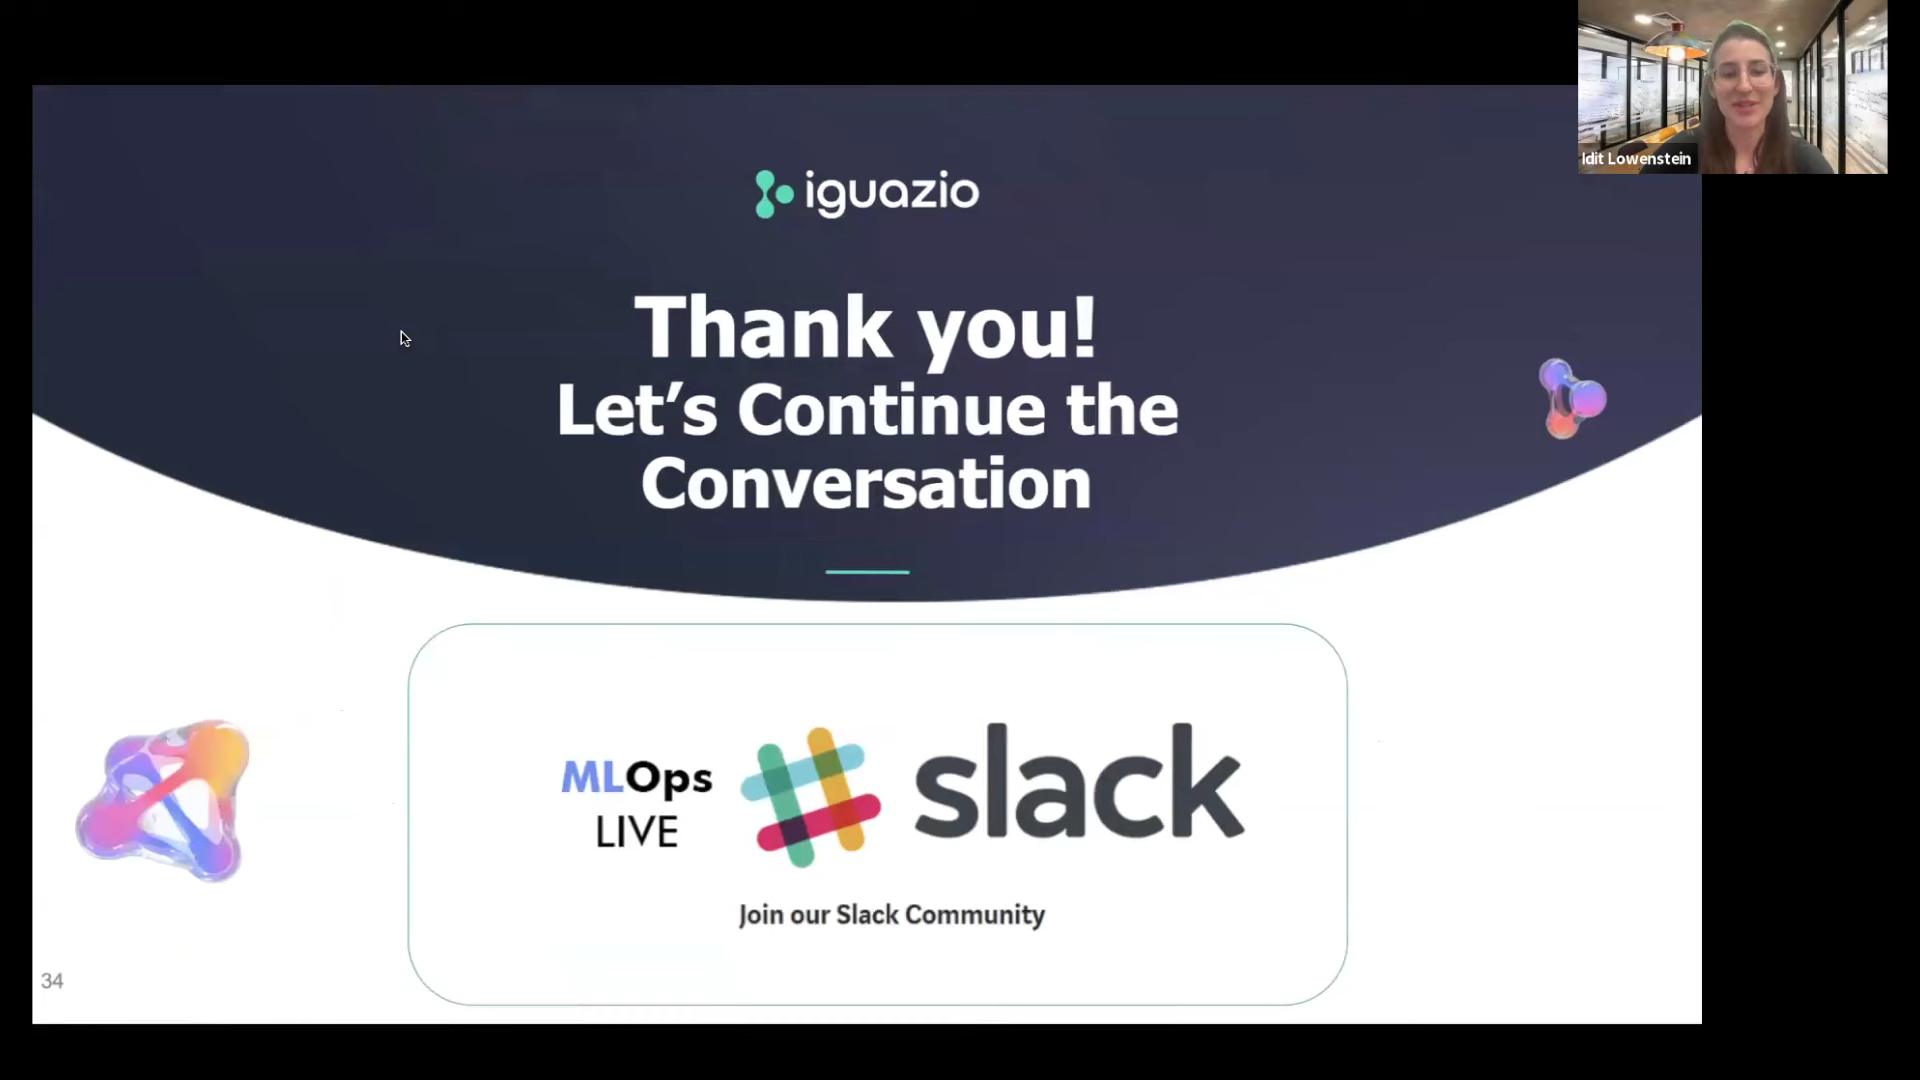 Idit Lowenstein
iguazio
Thank you!
Let’s Continue the
Conversation
MLOps
LIVE
slack
Join our Slack Community
34